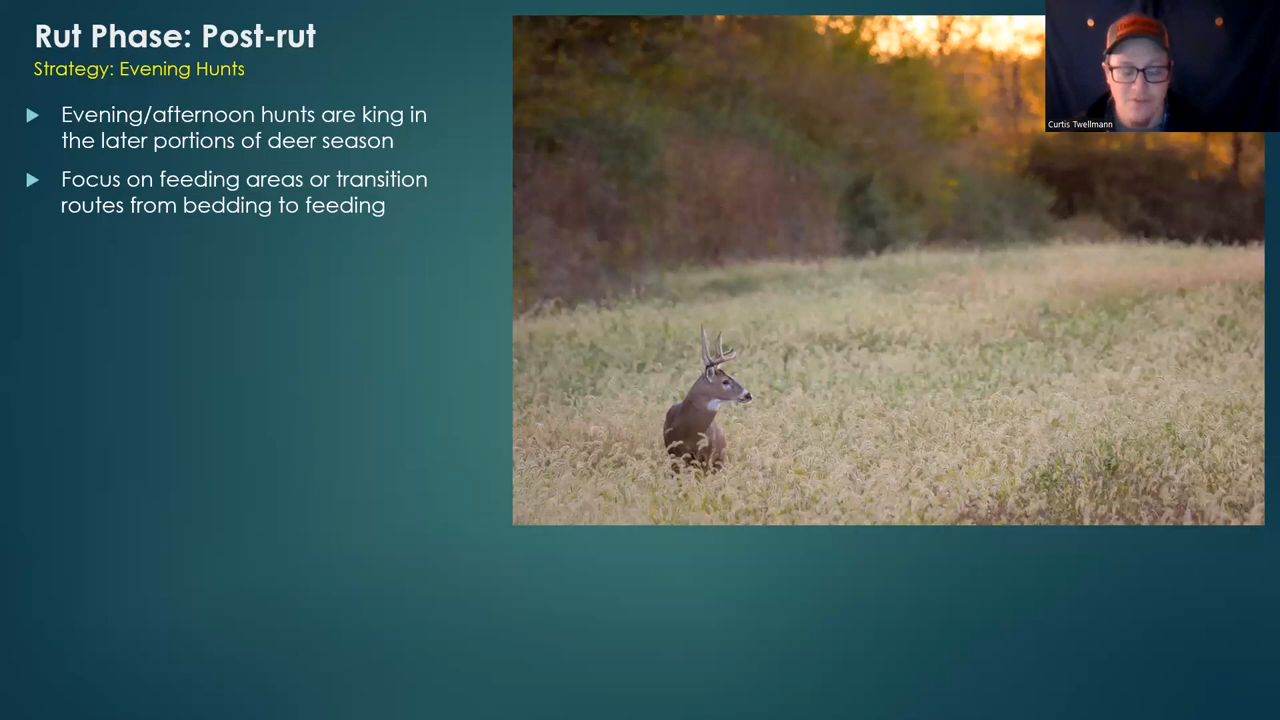 Rut Phase: Post-rut
Strategy: Evening Hunts
Evening/afternoon hunts are king in
the later portions of deer season
Focus on feeding areas or transition
routes from bedding to feeding
Curtis Twellmann